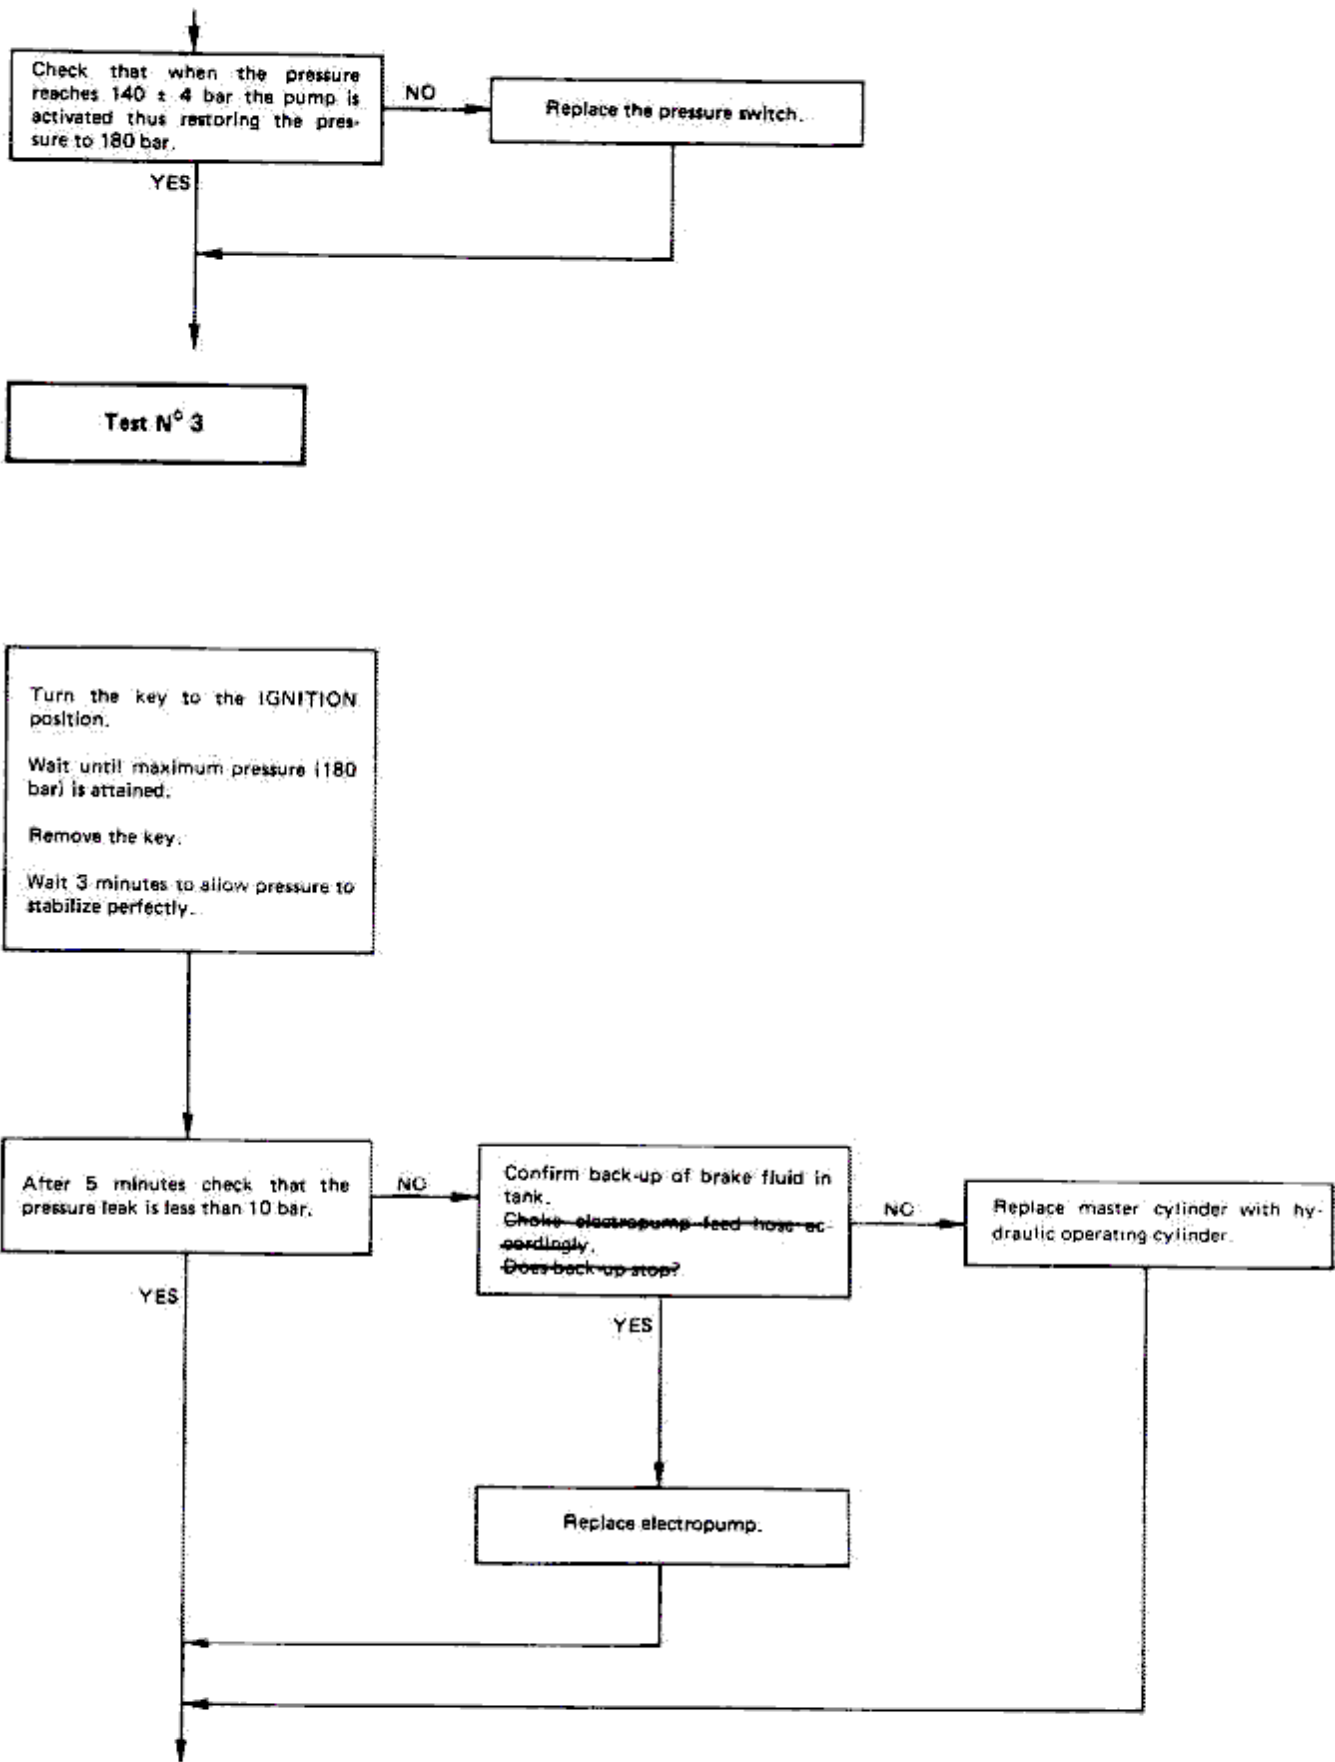 Check that when the pressure
reaches 140 ± 4 bar the pump is
activated thus restoring the pres-
sure to 180 bar.
NO
Replace the pressure switch.
YES
Test N° 3
Turn the key to the IGNITION
position.
Wait until maximum pressure (180
bar) is attained.
Remove the key.
Wait 3 minutes to allow pressure to
stabilize perfectly.
After 5 minutes check that the
pressure leak is less than 10 bar.
NO
Confirm back-up of brake fluid in
tank.
Choke electropump feed hose ac-
cordingly.
Does back-up stop?
NO
Replace master cylinder with hy-
draulic operating cylinder.
YES
YES
Replace electropump.